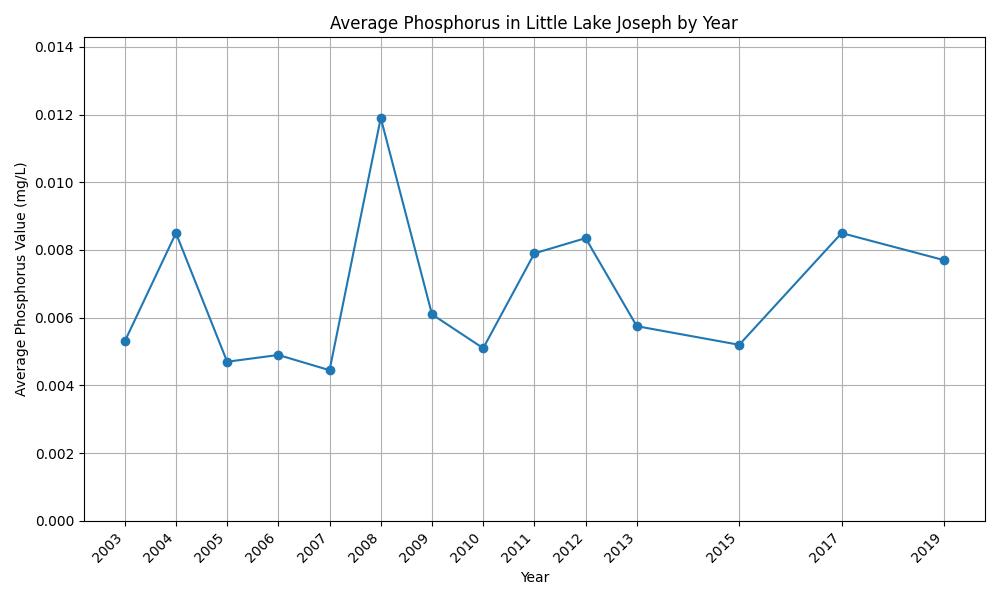 Average Phosphorus in Little Lake Joseph by Year
Average Phosphorus Value (mg/L)
0.014
0.012
0.010
0.008
0.006
0.004
0.002
0.000
2003 2004 2005 2006 2007 2008 2009 2010 2011 2012 2013 2015 2017 2019
Year